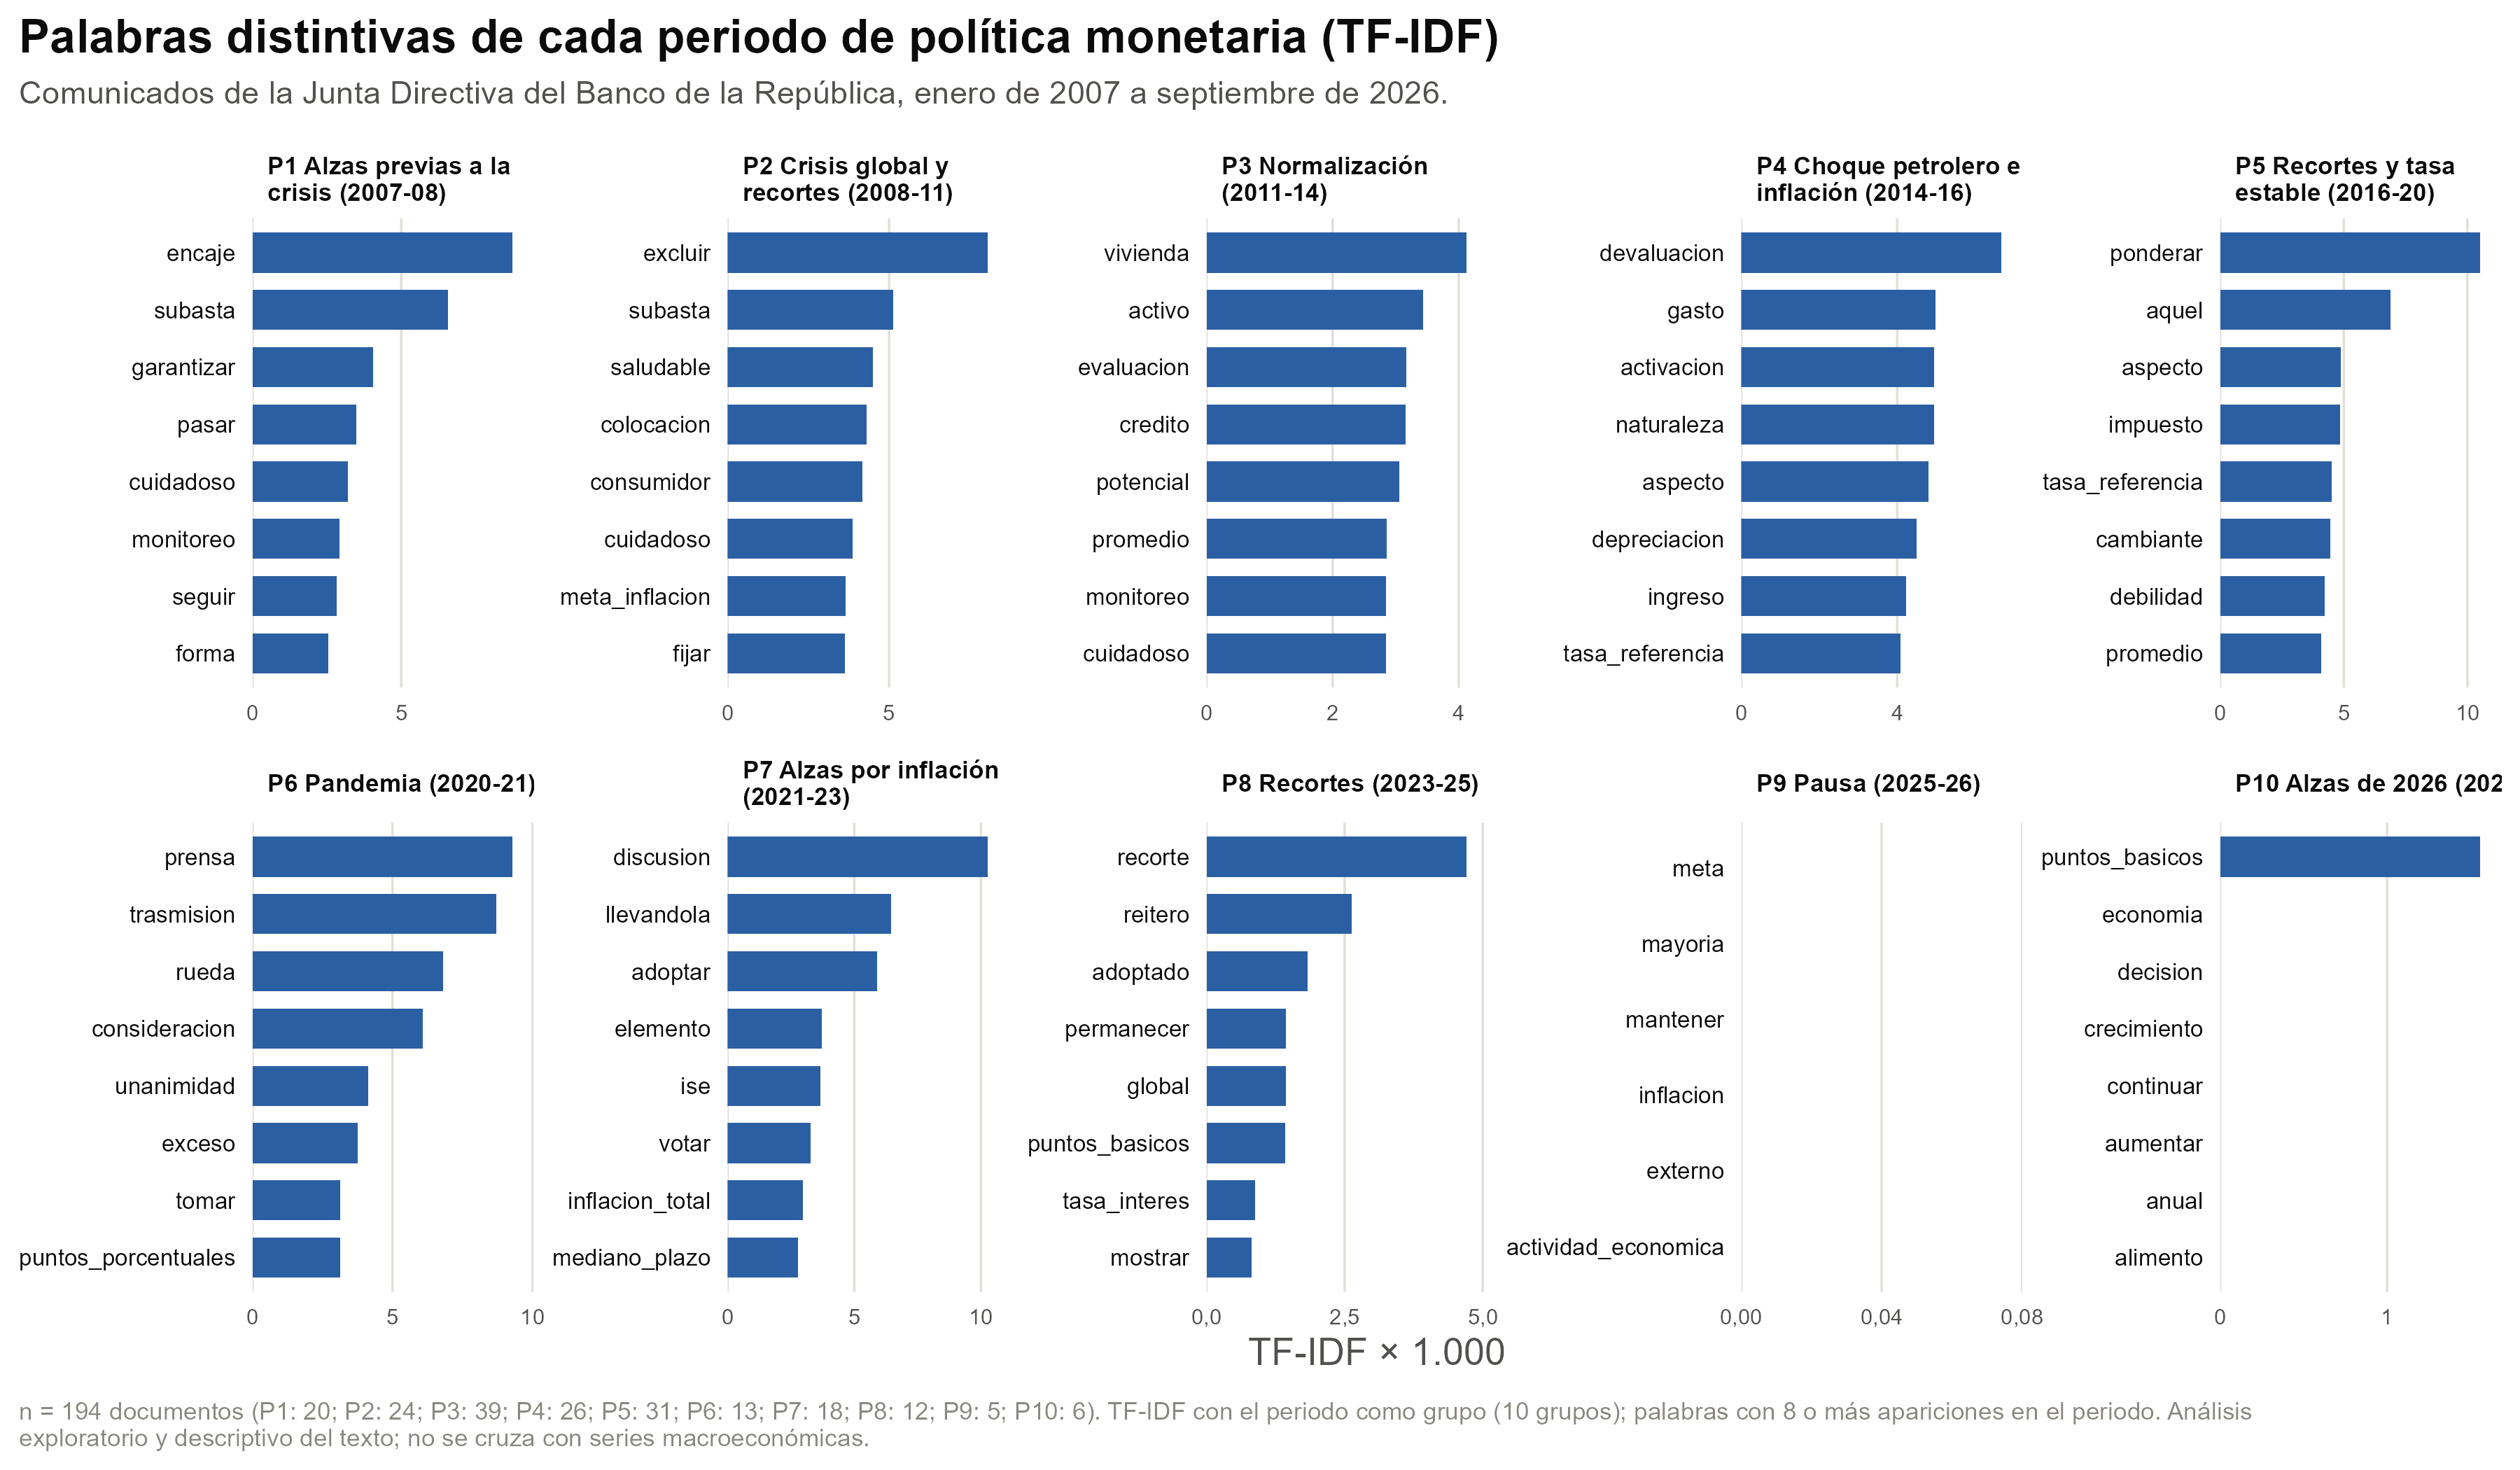 Palabras distintivas de cada periodo de política monetaria (TF-IDF)
Comunicados de la Junta Directiva del Banco de la República, enero de 2007 a septiembre de 2026.
P1 Alzas previas a la
crisis (2007-08)
encaje
subasta
garantizar
pasar
cuidadoso
monitoreo
seguir
forma
0 5
P2 Crisis global y
recortes (2008-11)
excluir
subasta
saludable
colocacion
consumidor
cuidadoso
meta_inflacion
fijar
0 5
P3 Normalización
(2011-14)
vivienda
activo
evaluacion
credito
potencial
promedio
monitoreo
cuidadoso
0 2 4
P4 Choque petrolero e
inflación (2014-16)
devaluacion
gasto
activacion
naturaleza
aspecto
depreciacion
ingreso
tasa_referencia
0 4
P5 Recortes y tasa
estable (2016-20)
ponderar
aquel
aspecto
impuesto
tasa_referencia
cambiante
debilidad
promedio
0 5 10
P6 Pandemia (2020-21)
prensa
trasmision
rueda
consideracion
unanimidad
exceso
tomar
puntos_porcentuales
0 5 10
P7 Alzas por inflación
(2021-23)
discusion
llevandola
adoptar
elemento
ise
votar
inflacion_total
mediano_plazo
0 5 10
P8 Recortes (2023-25)
recorte
reitero
adoptado
permanecer
global
puntos_basicos
tasa_interes
mostrar
0,0 2,5 5,0
P9 Pausa (2025-26)
meta
mayoria
mantener
inflacion
externo
actividad_economica
0,00 0,04 0,08
P10 Alzas de 2026 (202
puntos_basicos
economia
decision
crecimiento
continuar
aumentar
anual
alimento
0 1
TF-IDF × 1.000
n = 194 documentos (P1: 20; P2: 24; P3: 39; P4: 26; P5: 31; P6: 13; P7: 18; P8: 12; P9: 5; P10: 6). TF-IDF con el periodo como grupo (10 grupos); palabras con 8 o más apariciones en el periodo. Análisis
exploratorio y descriptivo del texto; no se cruza con series macroeconómicas.